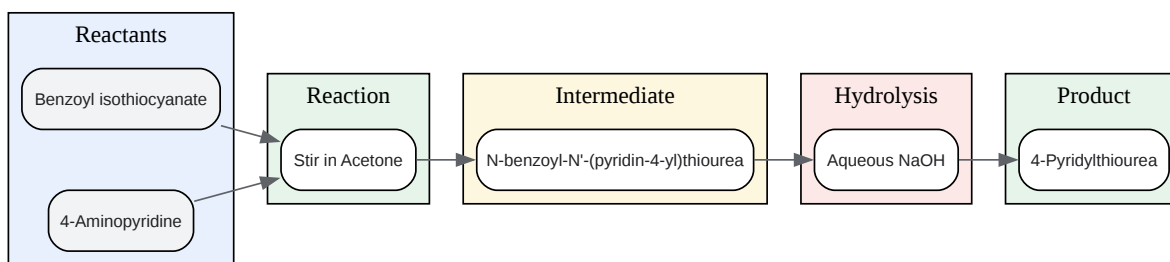 Reactants
Benzoyl isothiocyanate
4-Aminopyridine
Reaction
Stir in Acetone
Intermediate
N-benzoyl-N'-(pyridin-4-yl)thiourea
Hydrolysis
Aqueous NaOH
Product
4-Pyridylthiourea